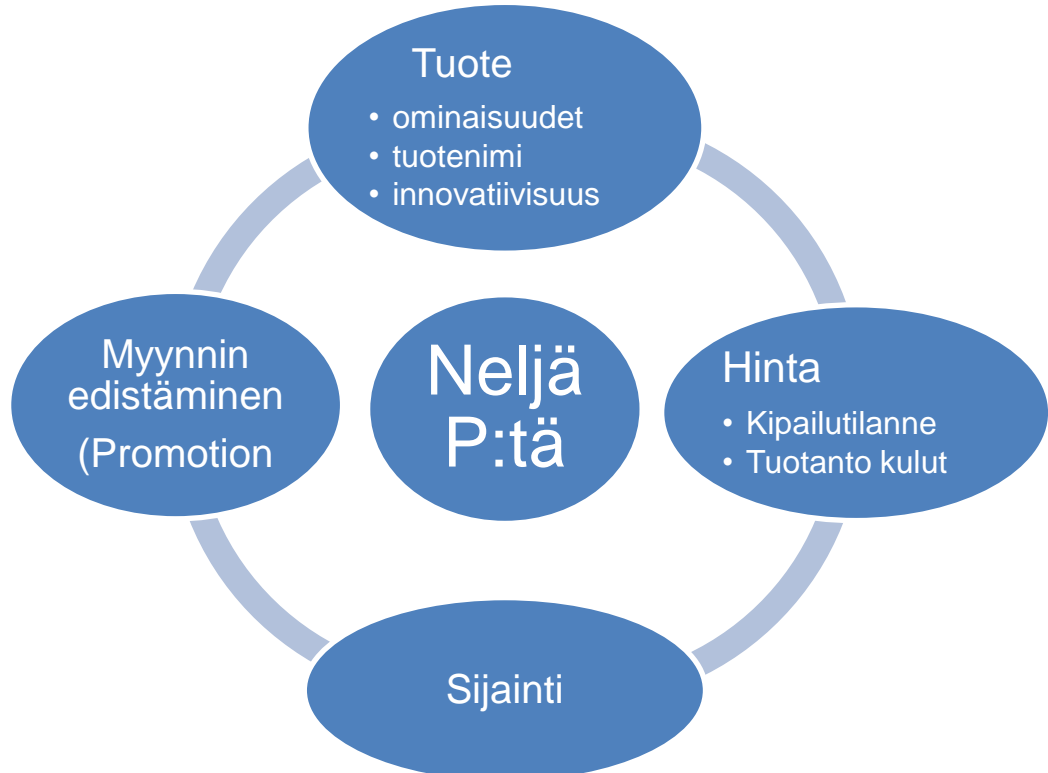 Tuote
• ominaisuudet
• tuotenimi
• innovatiivisuus
Myynnin
edistäminen
(Promotion
Neljä
P:tä
Hinta
• Kipailutilanne
• Tuotanto kulut
Sijainti